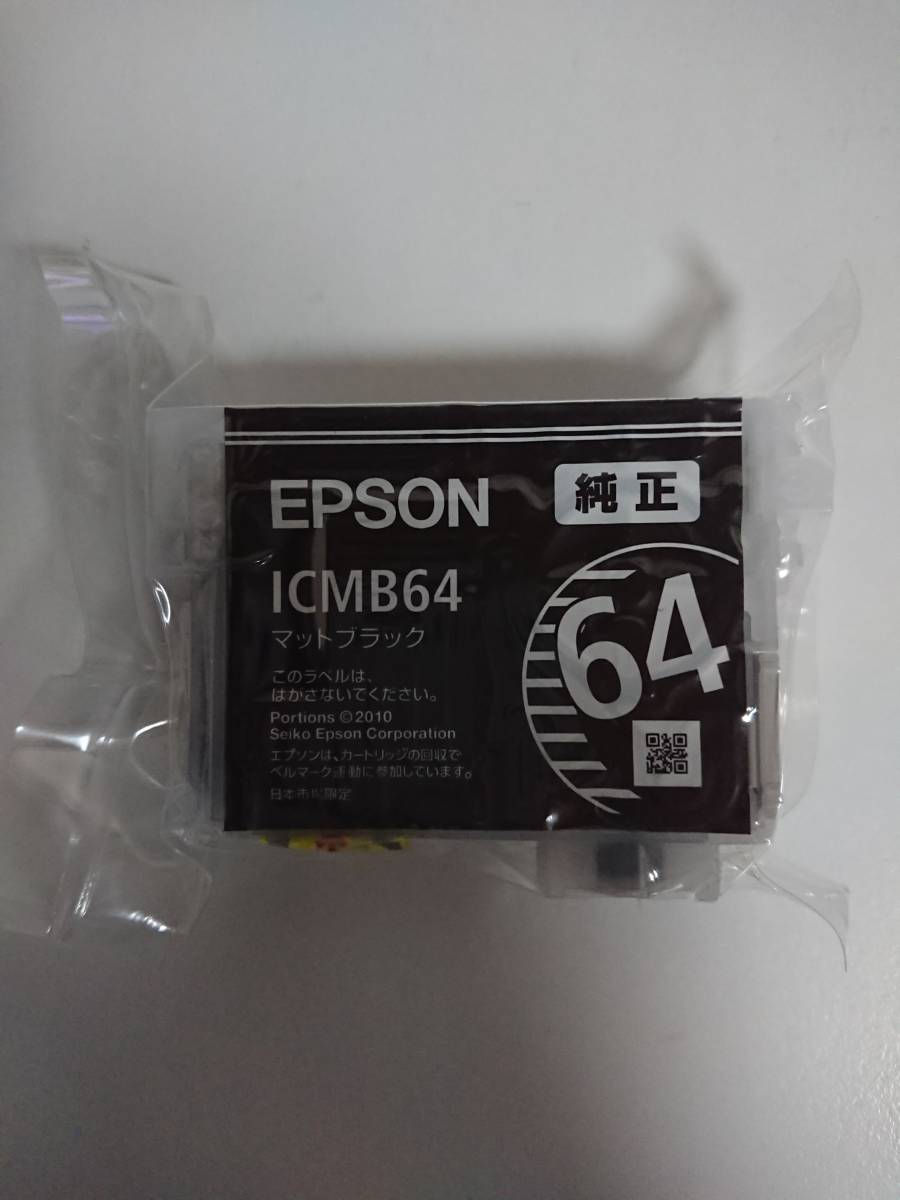 EPSON
純正
ICMB64
マットブラック
64
このラベルは、
はがさないでください。
Portions ©2010
Seiko Epson Corporation
エプソンは、カートリッジの回収で
ベルマーク運動に参加しています。
日本市場限定